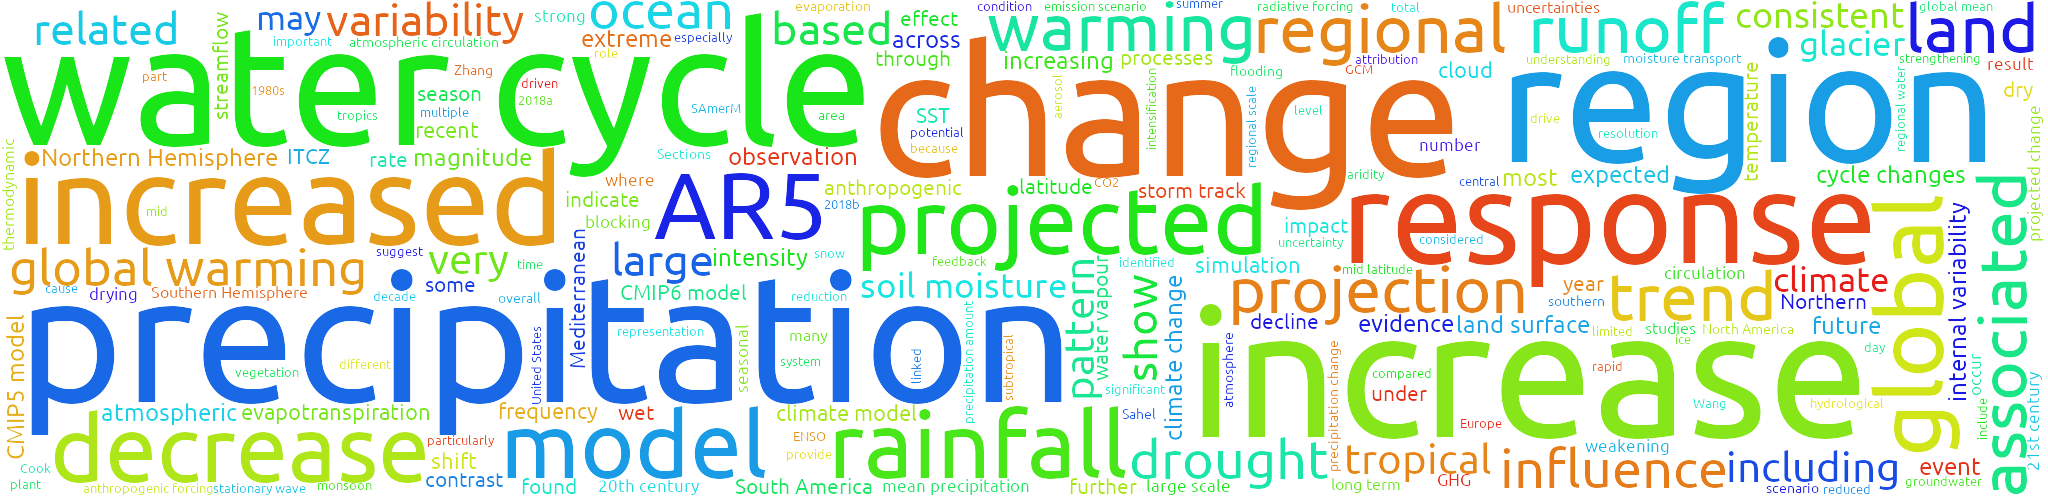 related
may
variability
strong
ocean
evaporation
effect
condition
emission scenario
summer
radiative forcing
total
uncertainties
consistent
global mean
important
atmospheric circulation
extreme
especially
based
across
warming
regional
runoff
glacier
land
streamflow
water cycle
part
Zhang
role
through
increasing
processes
attribution
understanding
moisture transport
strengthening
result
1980s
driven
season
2018a
multiple
recent
tropics
SAmerM
area
SST
potential
because
change
aerosol
intensification
flooding
regional scale
level
GCM
cloud
number
region
drive
resolution
temperature
regional water
dry
projected change
thermodynamic
Northern Hemisphere
ITCZ
rate
magnitude
Sections
observation
increased
mid
where
indicate
blocking
AR5
anthropogenic
2018b
latitude
CO2
storm track
projected
aridity
central
most
expected
cycle changes
impact
uncertainty
considered
response
global
internal variability
associated
global warming
suggest
very
time
Mediterranean
large
intensity
snow
feedback
identified
simulation
mid latitude
circulation
year
climate
cause
drying
Southern Hemisphere
decade
some
overall
CMIP6 model
reduction
soil moisture
pattern
water vapour
show
climate change
projection
southern
trend
Northern
CMIP5 model
precipitation
different
vegetation
United States
representation
seasonal
many
system
linked
precipitation amount
subtropical
significant
increase
atmosphere
decline
evidence
land surface
limited
studies
ice
North America
future
day
precipitation change
compared
under
rapid
Wang
hydrological
occur
include
21st century
atmospheric
evapotranspiration
frequency
wet
climate model
Sahel
Europe
weakening
decrease
particularly
shift
contrast
model
ENSO
provide
rainfall
drought
tropical
influence
including
event
Cook
plant
anthropogenic forcing
stationary wave
monsoon
found
20th century
South America
mean precipitation
further
large scale
long term
GHG
scenario
reduced
groundwater